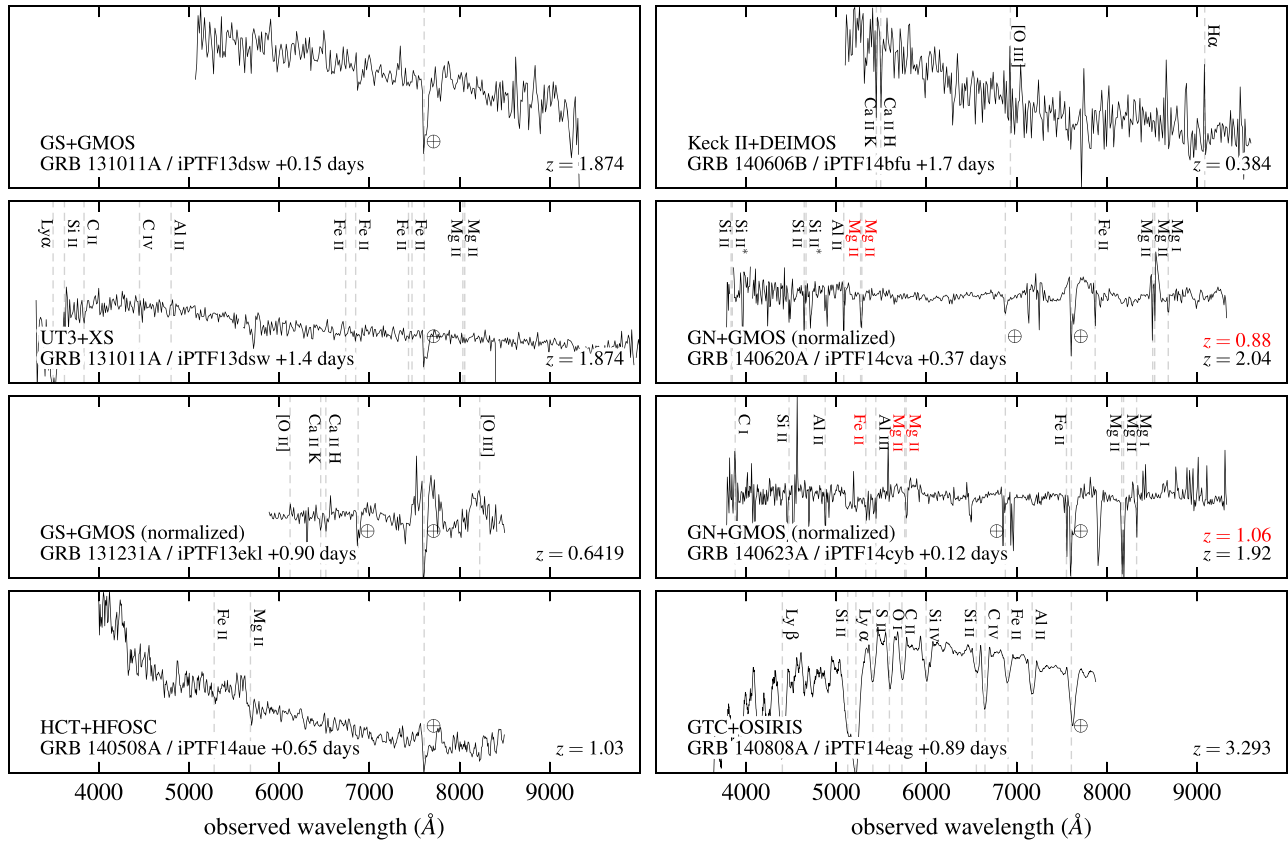 GS+GMOS
GRB 131011A / iPTF13dsw +0.15 days
z = 1.874
⊕
[O III]
Hα
Ca II K
Ca II H
Keck II+DEIMOS
GRB 140606B / iPTF14bfu +1.7 days
z = 0.384
Lyα
Si II
C II
C IV
Al II
Fe II
Fe II
Fe II
Fe II
Mg II
Mg II
⊕
UT3+XS
GRB 131011A / iPTF13dsw +1.4 days
z = 1.874
Si II
Si II*
Si II
Si II*
Al II
Mg II
Mg II
Fe II
Mg II
Mg II
Mg I
⊕
⊕
GN+GMOS (normalized)
GRB 140620A / iPTF14cva +0.37 days
z = 0.88
z = 2.04
[O II]
Ca II K
Ca II H
[O III]
⊕
⊕
GS+GMOS (normalized)
GRB 131231A / iPTF13ekl +0.90 days
z = 0.6419
C I
Si II
Al II
Fe II
Al III
Mg II
Mg II
Fe II
Mg II
Mg II
Mg I
⊕
⊕
GN+GMOS (normalized)
GRB 140623A / iPTF14cyb +0.12 days
z = 1.06
z = 1.92
Fe II
Mg II
⊕
HCT+HFOSC
GRB 140508A / iPTF14aue +0.65 days
z = 1.03
Ly β
Si II
Ly α
S II
O I
C II
Si IV
Si II
C IV
Fe II
Al II
⊕
GTC+OSIRIS
GRB 140808A / iPTF14eag +0.89 days
z = 3.293
4000 5000 6000 7000 8000 9000
observed wavelength (Å)
4000 5000 6000 7000 8000 9000
observed wavelength (Å)